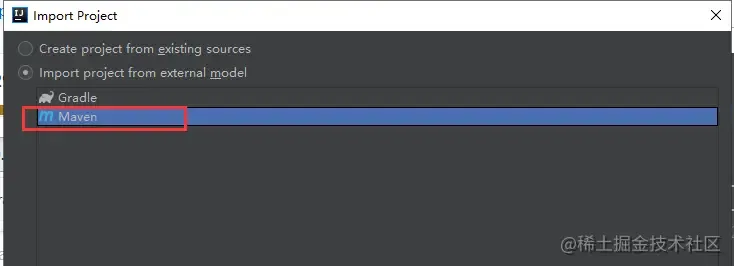 IJ Import Project
Create project from existing sources
Import project from external model
Gradle
m Maven
@稀土掘金技术社区